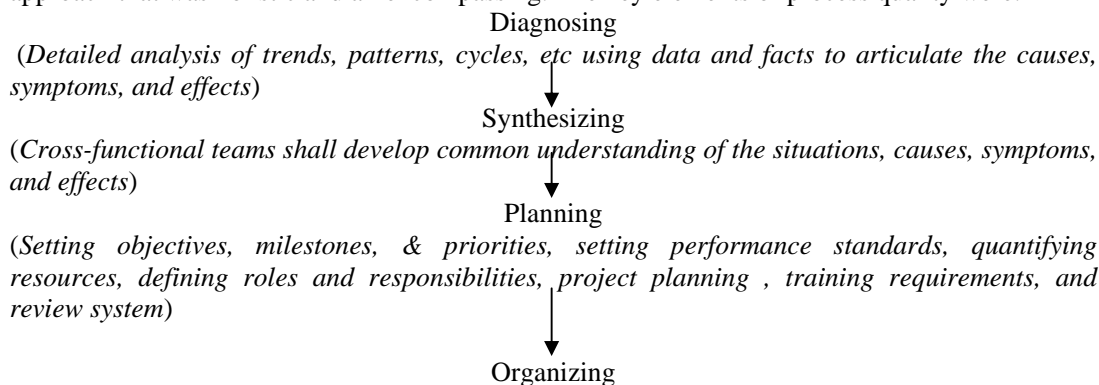 Diagnosing
(Detailed analysis of trends, patterns, cycles, etc using data and facts to articulate the causes,
symptoms, and effects)
Synthesizing
(Cross-functional teams shall develop common understanding of the situations, causes, symptoms,
and effects)
Planning
(Setting objectives, milestones, & priorities, setting performance standards, quantifying
resources, defining roles and responsibilities, project planning , training requirements, and
review system)
Organizing